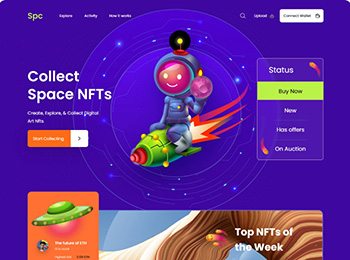 Spc
Explore
Activity
How it works
Upload
Connect Wallet
Collect
Space NFTs
Create, Explore, & Collect Digital
Art Nfts.
Start Collecting
Status
Buy Now
New
Has offers
On Auction
The future of ETH
Top NFTs of
the Week